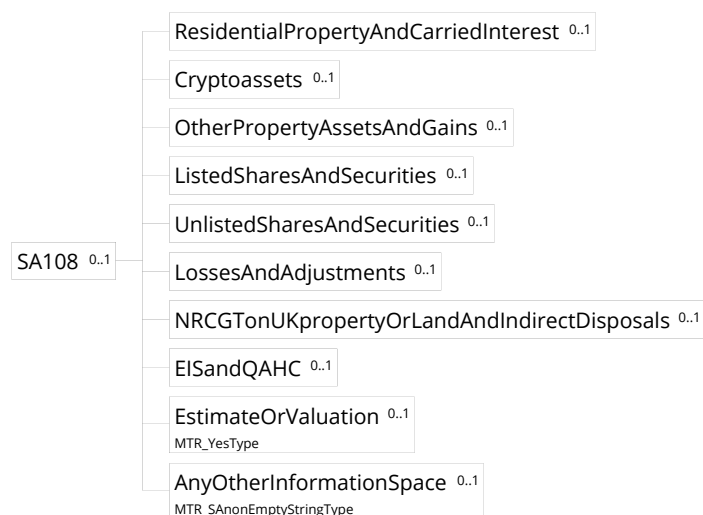 ResidentialPropertyAndCarriedInterest 0..1
Cryptoassets 0..1
OtherPropertyAssetsAndGains 0..1
ListedSharesAndSecurities 0..1
UnlistedSharesAndSecurities 0..1
SA108 0..1
LossesAndAdjustments 0..1
NRCGTonUKpropertyOrLandAndIndirectDisposals 0..1
EISandQAHC 0..1
EstimateOrValuation 0..1
MTR_YesType
AnyOtherInformationSpace 0..1
MTR_SAnonEmptyStringType